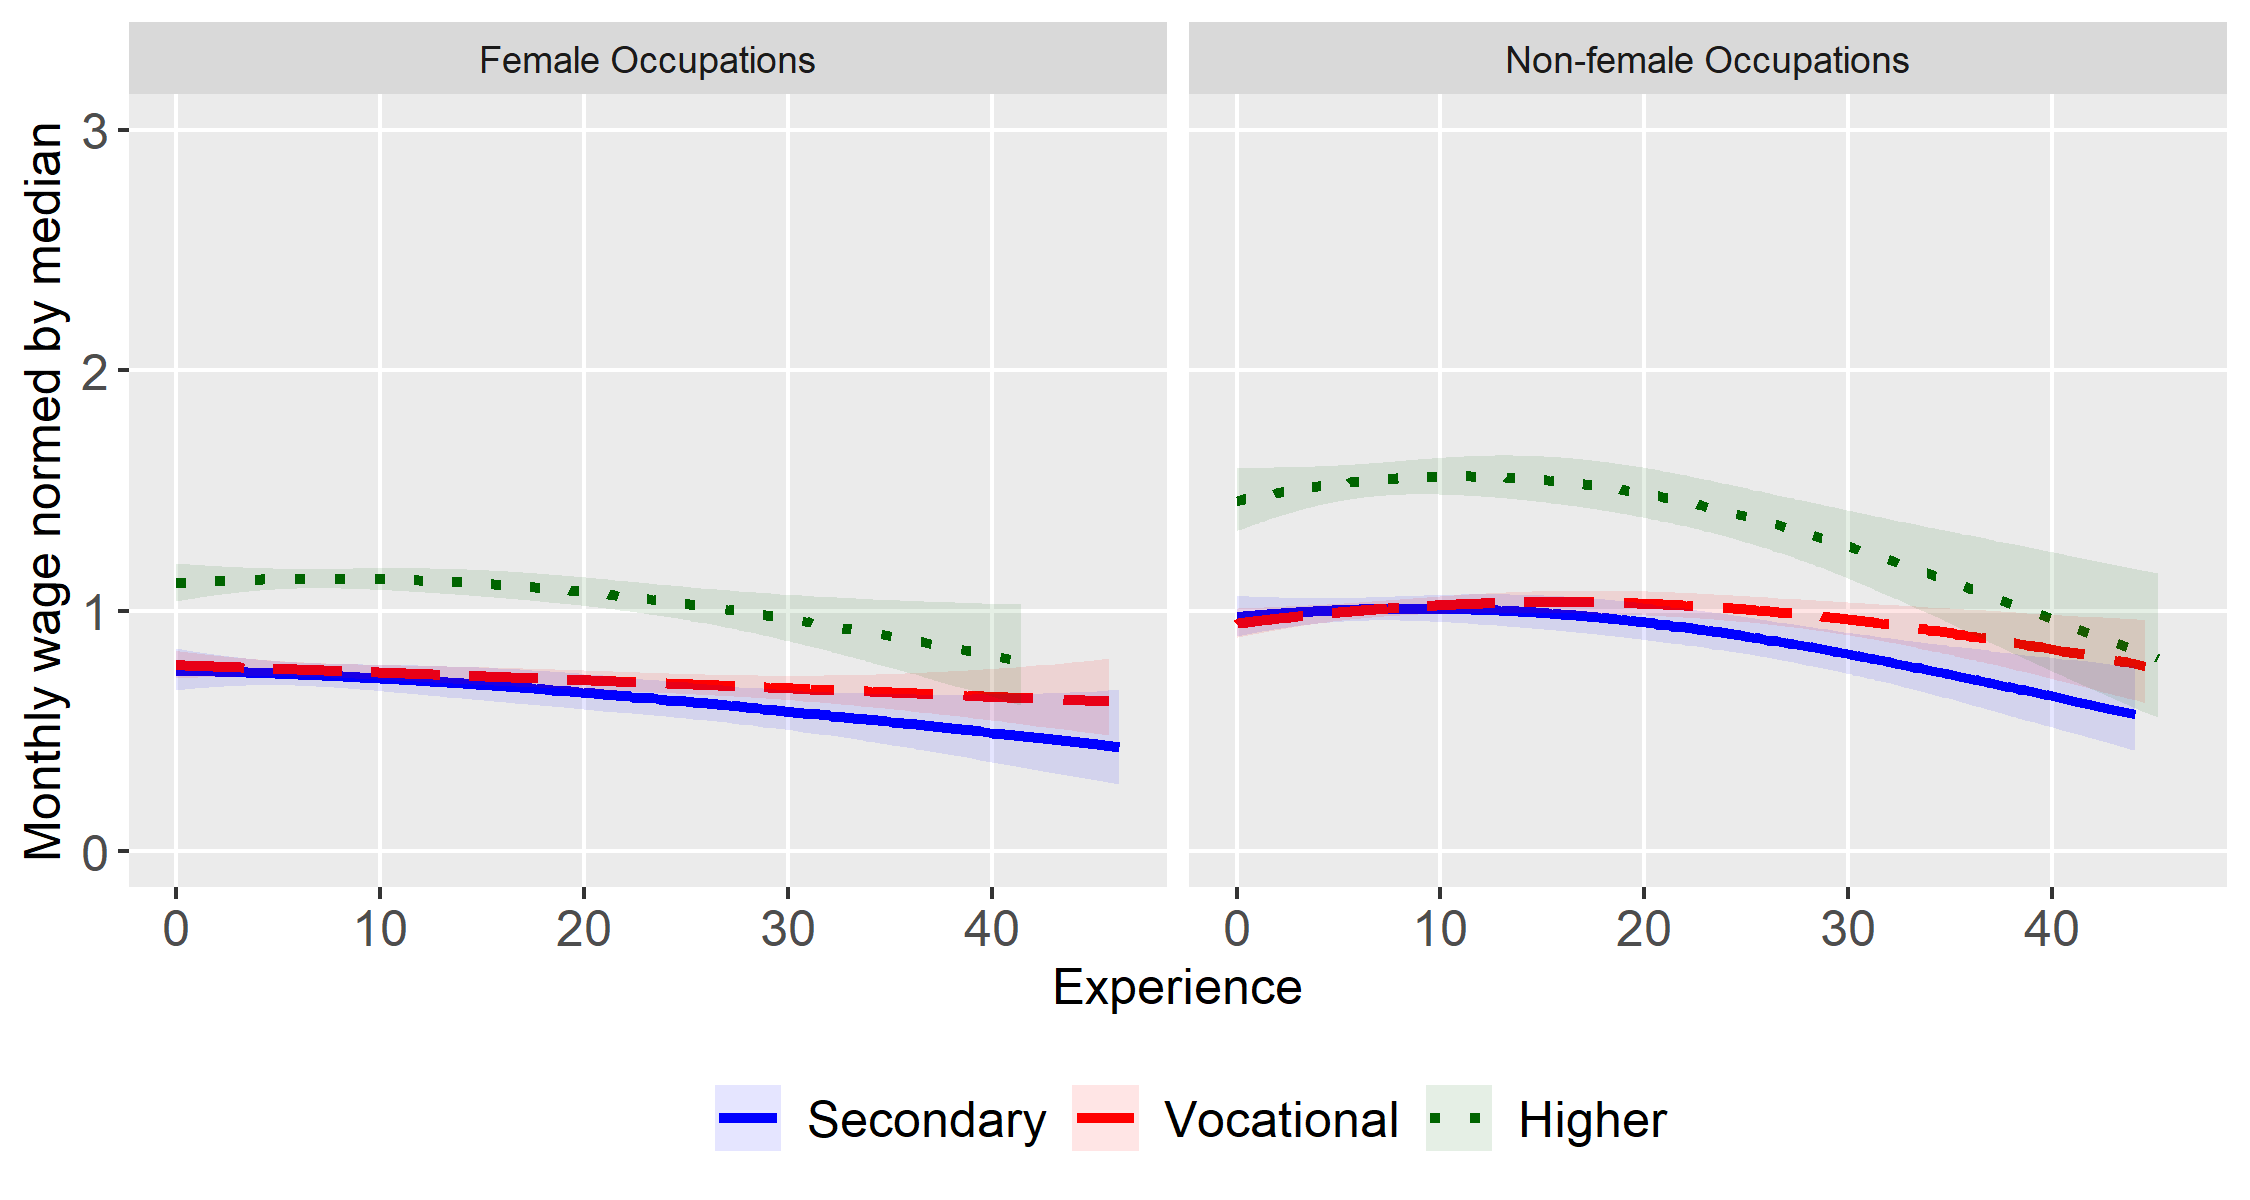 Female Occupations
Non-female Occupations
Monthly wage normed by median
3
2
1
0
0 10 20 30 40
0 10 20 30 40
Experience
Secondary Vocational Higher